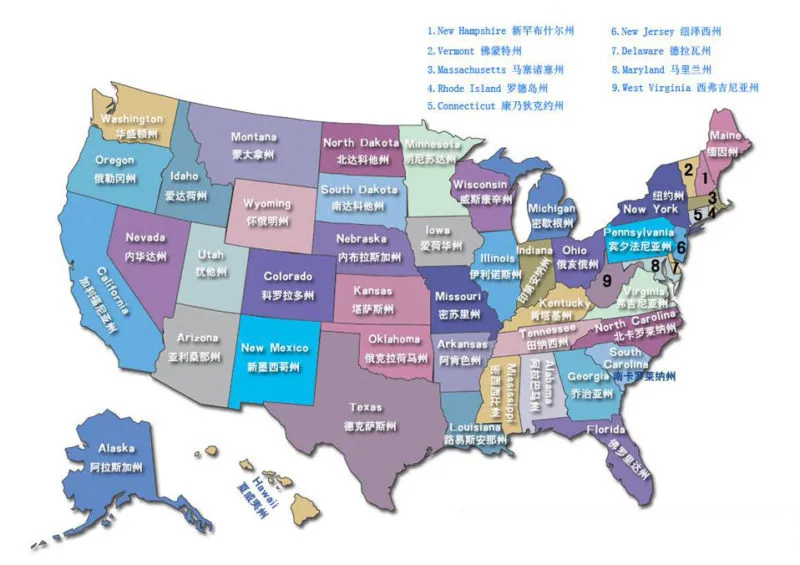 1.New Hampshire 新罕布什尔州
2.Vermont 佛蒙特州
3.Massachusetts 马塞诸塞州
4.Rhode Island 罗德岛州
5.Connecticut 康乃狄克约州
6.New Jersey 纽泽西州
7.Delaware 德拉瓦州
8.Maryland 马里兰州
9.West Virginia 西弗吉尼亚州
Washington
华盛顿州
Oregon
俄勒冈州
Idaho
爱达荷州
Montana
蒙大拿州
North Dakota
北达科他州
Minnesota
明尼苏达州
South Dakota
南达科他州
Wyoming
怀俄明州
Wisconsin
威斯康辛州
Michigan
密歇根州
Maine
缅因州
2
1
3
5
4
纽约州
New York
Pennsylvania
宾夕法尼亚州
6
7
8
9
Nevada
内华达州
Utah
犹他州
California
加利福尼亚州
Colorado
科罗拉多州
Nebraska
内布拉斯加州
Iowa
爱荷华州
Illinois
伊利诺斯州
Indiana
印第安纳州
Ohio
俄亥俄州
Kansas
堪萨斯州
Missouri
密苏里州
Kentucky
肯塔基州
Virginia
弗吉尼亚州
Tennessee
田纳西州
North Carolina
北卡罗莱纳州
South
Carolina
南卡罗莱纳州
Arizona
亚利桑那州
New Mexico
新墨西哥州
Oklahoma
俄克拉荷马州
Arkansas
阿肯色州
Mississippi
密西西比州
Alabama
阿拉巴马州
Georgia
乔治亚州
Texas
德克萨斯州
Louisiana
路易斯安那州
Florida
佛罗里达州
Alaska
阿拉斯加州
Hawaii
夏威夷州